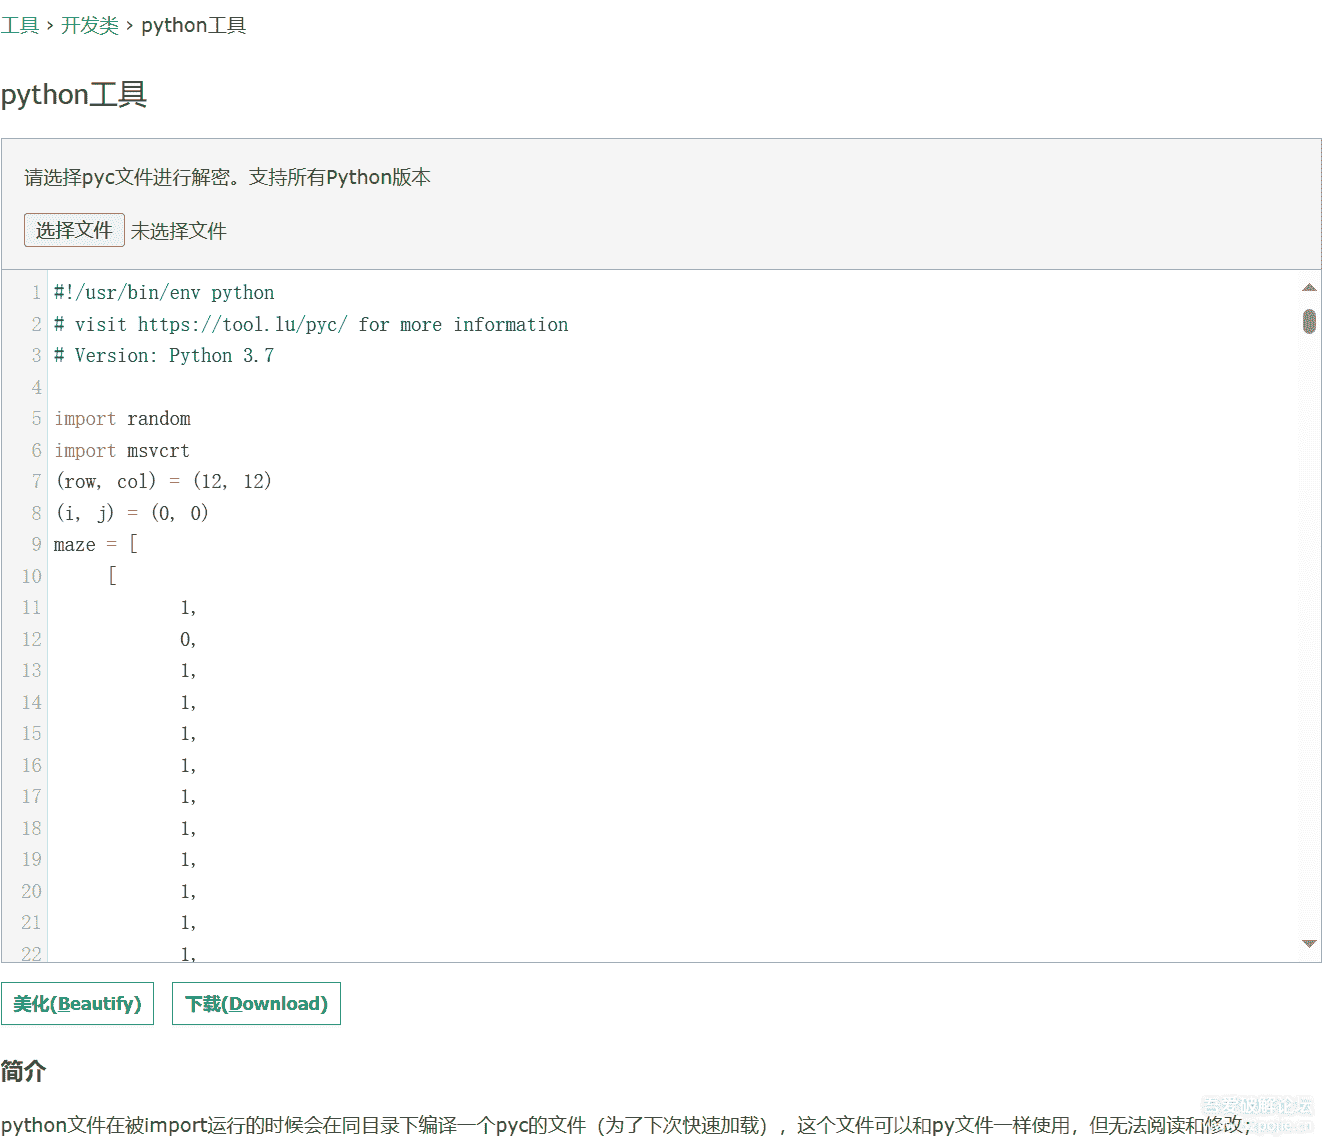 工具 › 开发类 › python工具
python工具
请选择pyc文件进行解密。支持所有Python版本
选择文件 未选择文件
1 #!/usr/bin/env python
2 # visit https://tool.lu/pyc/ for more information
3 # Version: Python 3.7
4
5 import random
6 import msvcrt
7 (row, col) = (12, 12)
8 (i, j) = (0, 0)
9 maze = [
10 [
11 1,
12 0,
13 1,
14 1,
15 1,
16 1,
17 1,
18 1,
19 1,
20 1,
21 1,
22 1,
美化(Beautify) 下载(Download)
简介
python文件在被import运行的时候会在同目录下编译一个pyc的文件（为了下次快速加载），这个文件可以和py文件一样使用，但无法阅读和修改；
吾爱破解论坛